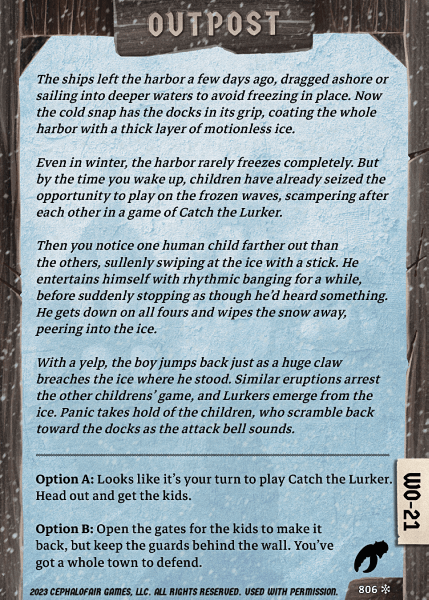 OUTPOST
The ships left the harbor a few days ago, dragged ashore or
sailing into deeper waters to avoid freezing in place. Now
the cold snap has the docks in its grip, coating the whole
harbor with a thick layer of motionless ice.
Even in winter, the harbor rarely freezes completely. But
by the time you wake up, children have already seized the
opportunity to play on the frozen waves, scampering after
each other in a game of Catch the Lurker.
Then you notice one human child farther out than
the others, sullenly swiping at the ice with a stick. He
entertains himself with rhythmic banging for a while,
before suddenly stopping as though he'd heard something.
He gets down on all fours and wipes the snow away,
peering into the ice.
With a yelp, the boy jumps back just as a huge claw
breaches the ice where he stood. Similar eruptions arrest
the other childrens' game, and Lurkers emerge from the
ice. Panic takes hold of the children, who scramble back
toward the docks as the attack bell sounds.
Option A: Looks like it's your turn to play Catch the Lurker.
Head out and get the kids.
Option B: Open the gates for the kids to make it
back, but keep the guards behind the wall. You've
got a whole town to defend.
WO-21
2023 CEPHALOFAIR GAMES, LLC. ALL RIGHTS RESERVED. USED WITH PERMISSION.
806